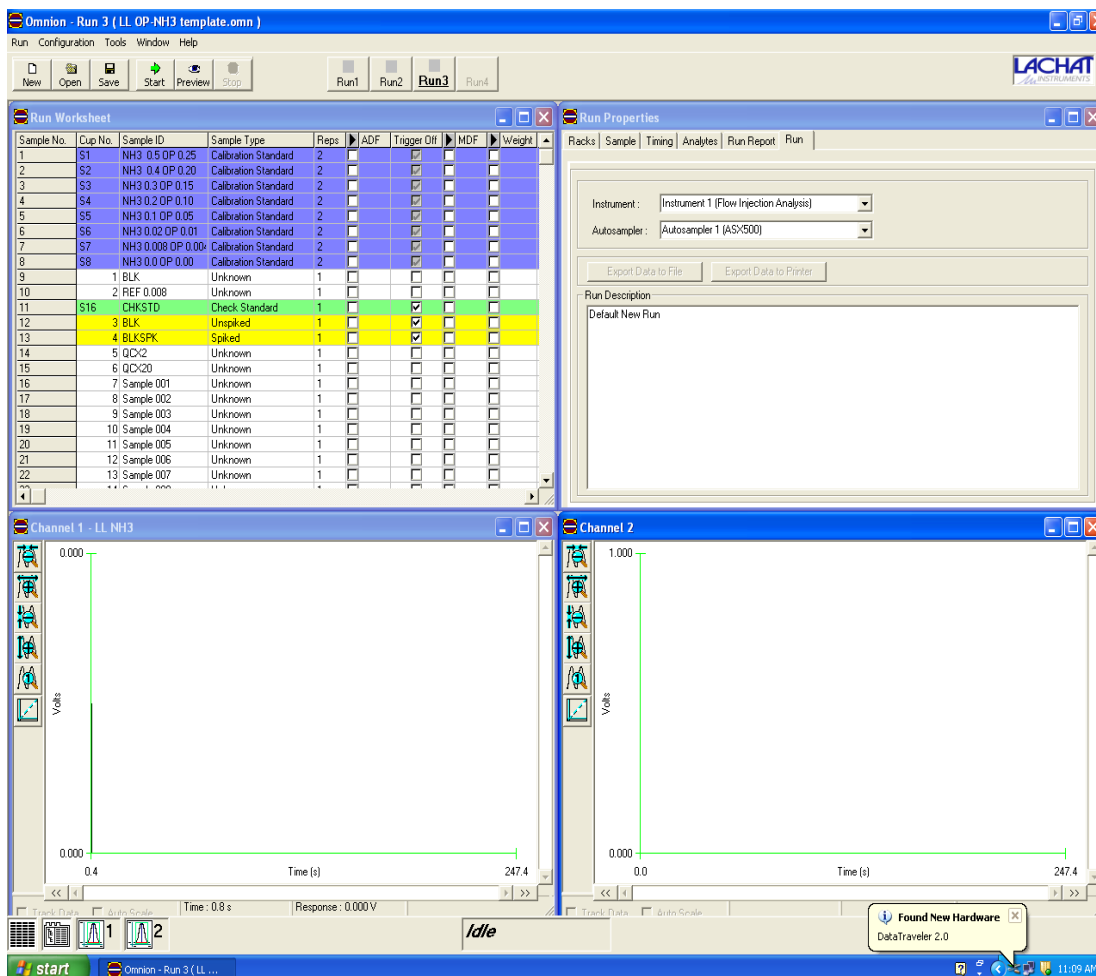 Omnion - Run 3 ( LL OP-NH3 template.omn )
Run Configuration Tools Window Help
New Open Save Start Preview Stop Run1 Run2 Run3 Run4
LACHAT
INSTRUMENTS
Run Worksheet
Sample No. Cup No. Sample ID Sample Type Reps ADF Trigger Off MDF Weight
1 S1 NH3 0.5 OP 0.25 Calibration Standard 2
2 S2 NH3 0.4 OP 0.20 Calibration Standard 2
3 S3 NH3 0.3 OP 0.15 Calibration Standard 2
4 S4 NH3 0.2 OP 0.10 Calibration Standard 2
5 S5 NH3 0.1 OP 0.05 Calibration Standard 2
6 S6 NH3 0.02 OP 0.01 Calibration Standard 2
7 S7 NH3 0.008 OP 0.004 Calibration Standard 2
8 S8 NH3 0.0 OP 0.00 Calibration Standard 2
9 1 BLK Unknown 1
10 2 REF 0.008 Unknown 1
11 S16 CHKSTD Check Standard 1
12 3 BLK Unspiked 1
13 4 BLKSPK Spiked 1
14 5 QCX2 Unknown 1
15 6 QCX20 Unknown 1
16 7 Sample 001 Unknown 1
17 8 Sample 002 Unknown 1
18 9 Sample 003 Unknown 1
19 10 Sample 004 Unknown 1
20 11 Sample 005 Unknown 1
21 12 Sample 006 Unknown 1
22 13 Sample 007 Unknown 1
Run Properties
Racks Sample Timing Analytes Run Report Run
Instrument : Instrument 1 (Flow Injection Analysis)
Autosampler : Autosampler 1 (ASX500)
Export Data to File Export Data to Printer
Run Description
Default New Run
Channel 1 - LL NH3
0.000
Volts
0.000
0.4 Time (s) 247.4
<< >>
Track Data Auto Scale Time : 0.8 s Response : 0.000 V
Channel 2
1.000
Volts
0.000
0.0 Time (s) 247.4
<< >>
Track Data Auto Scale
1 2 Idle
Found New Hardware
DataTraveler 2.0
start Omnion - Run 3 ( LL ... 11:09 AM